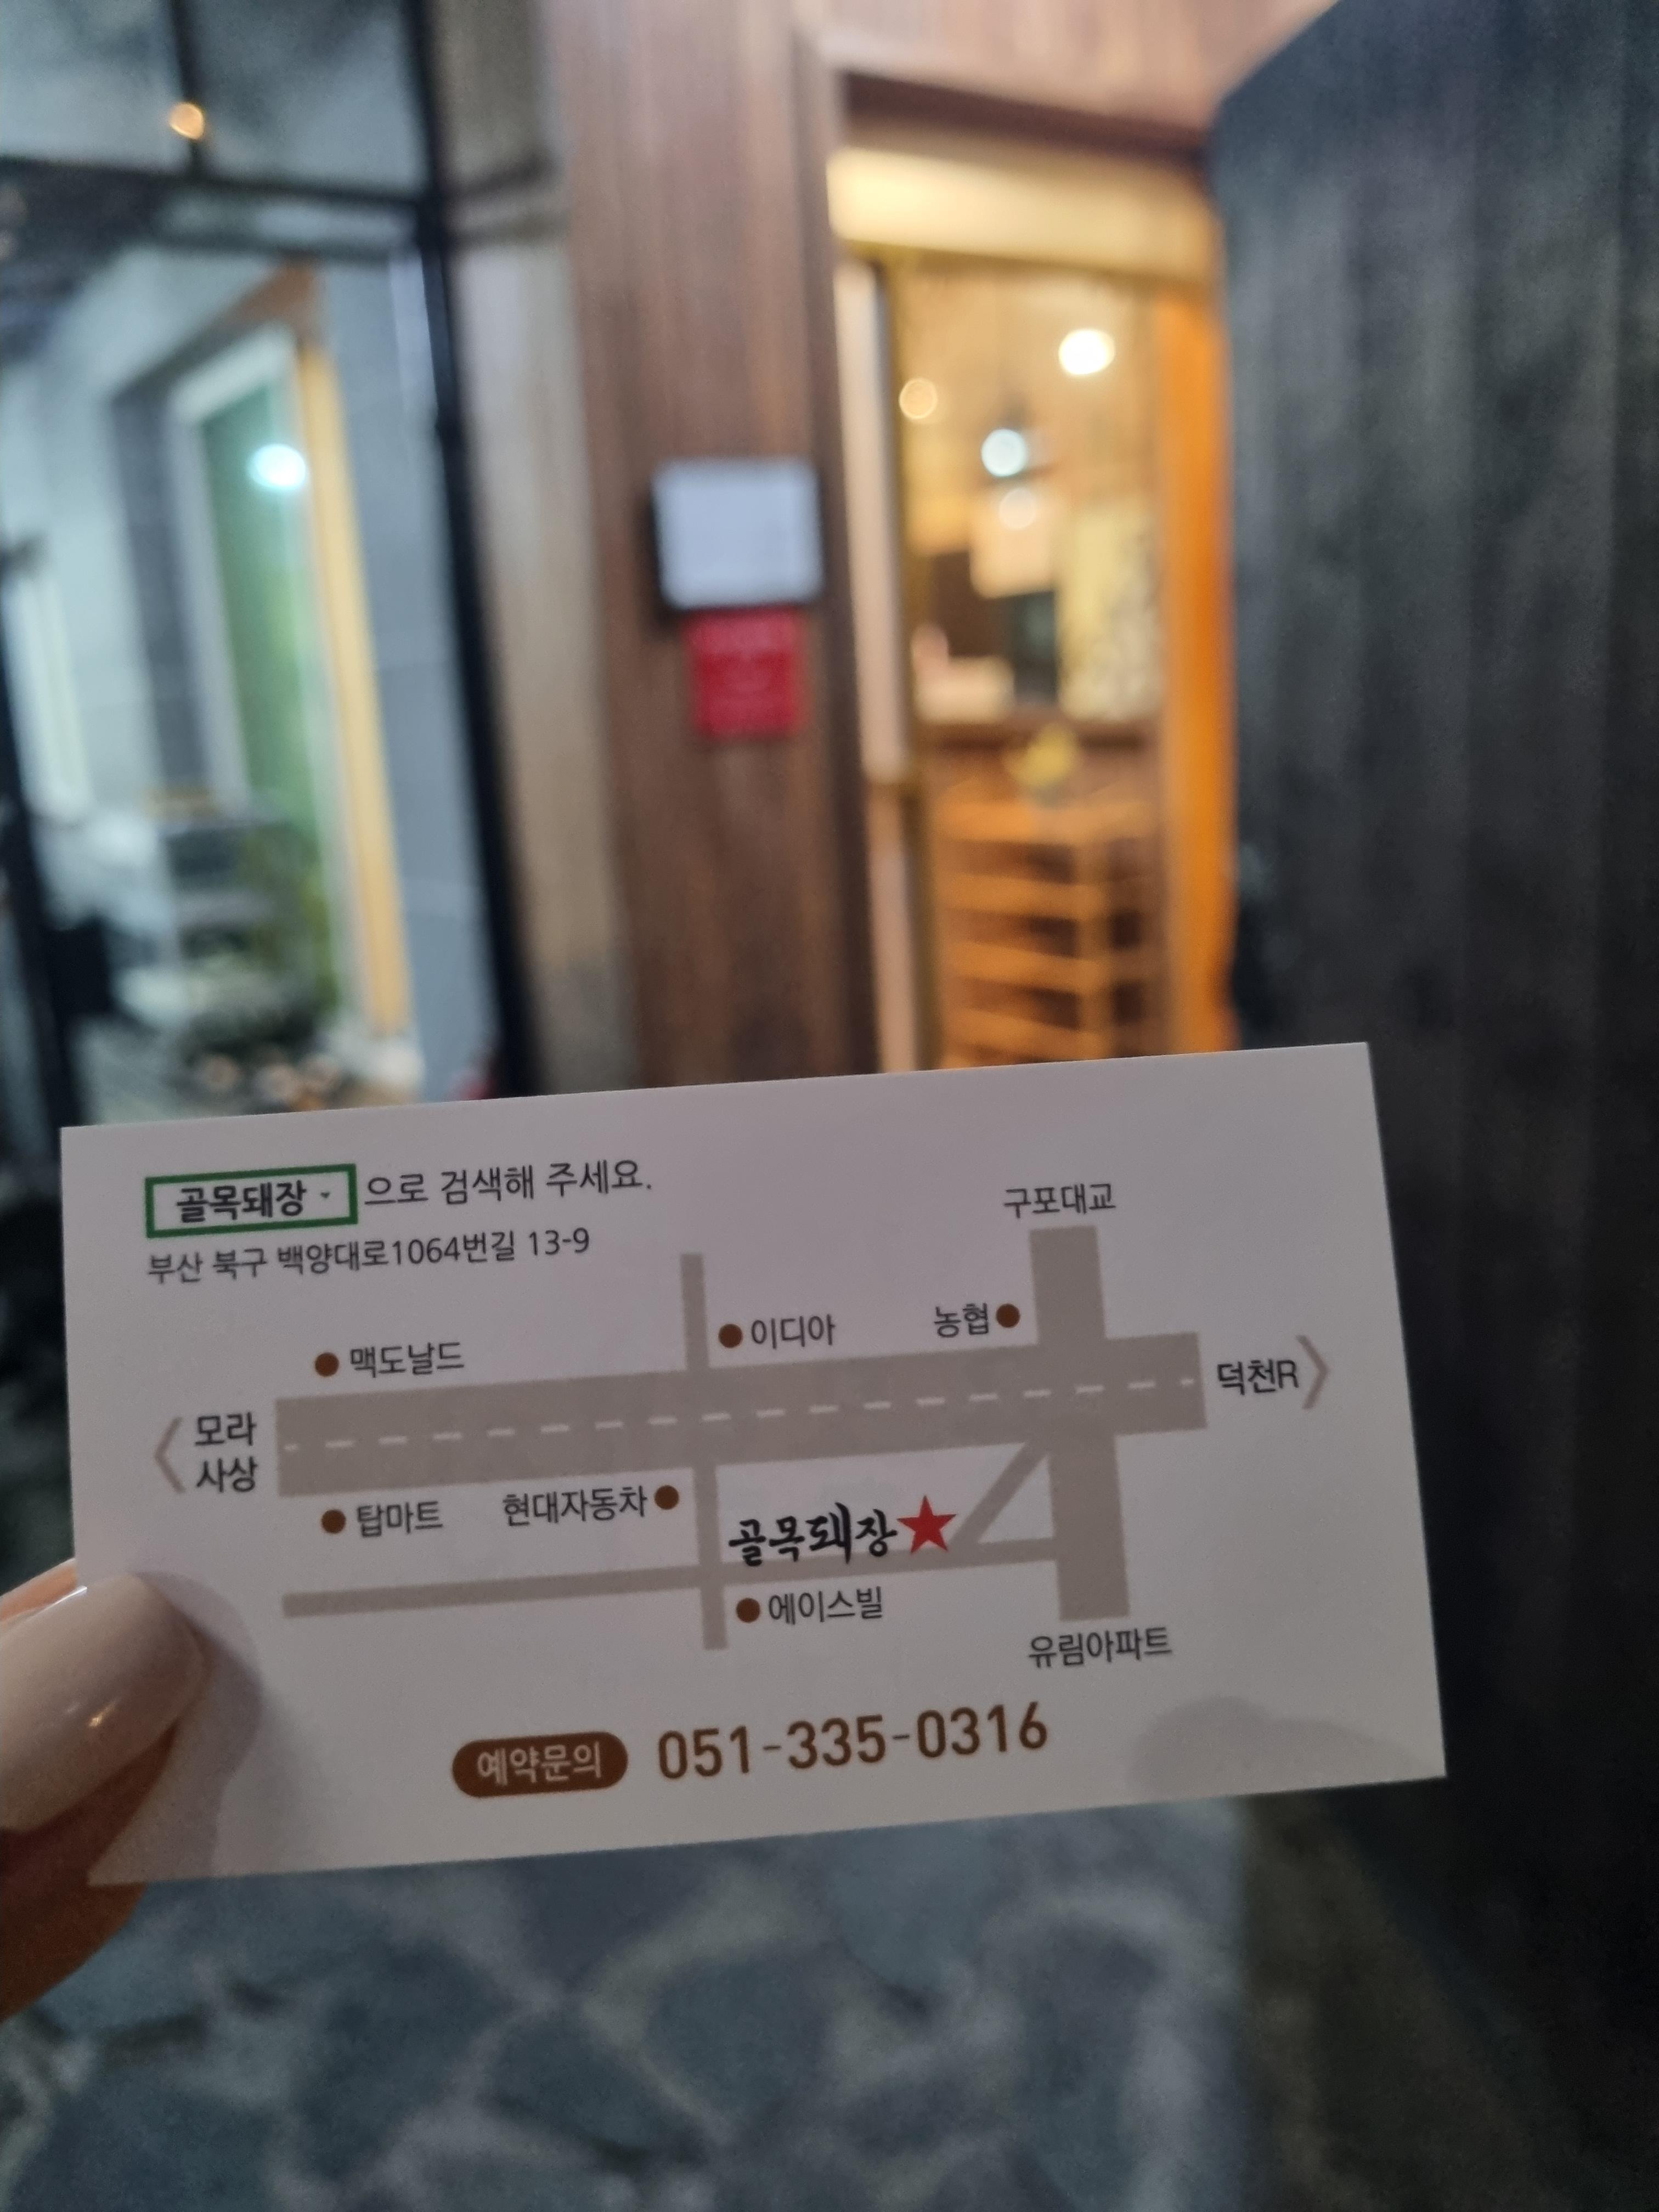 골목돼장 으로 검색해 주세요.
부산 북구 백양대로1064번길 13-9
구포대교
이디아
농협
맥도날드
덕천R
모라
사상
탑마트
현대자동차
골목돼장
에이스빌
유림아파트
예약문의 051-335-0316